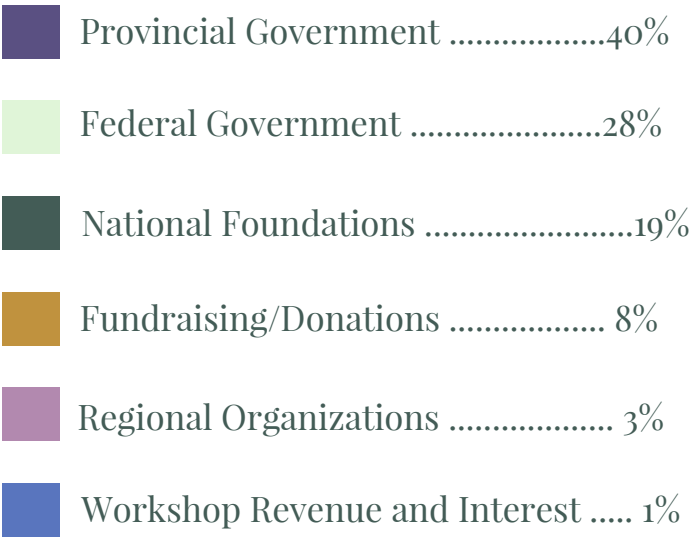 Provincial Government ..................40%
Federal Government ......................28%
National Foundations ........................19%
Fundraising/Donations .................. 8%
Regional Organizations ................... 3%
Workshop Revenue and Interest ..... 1%